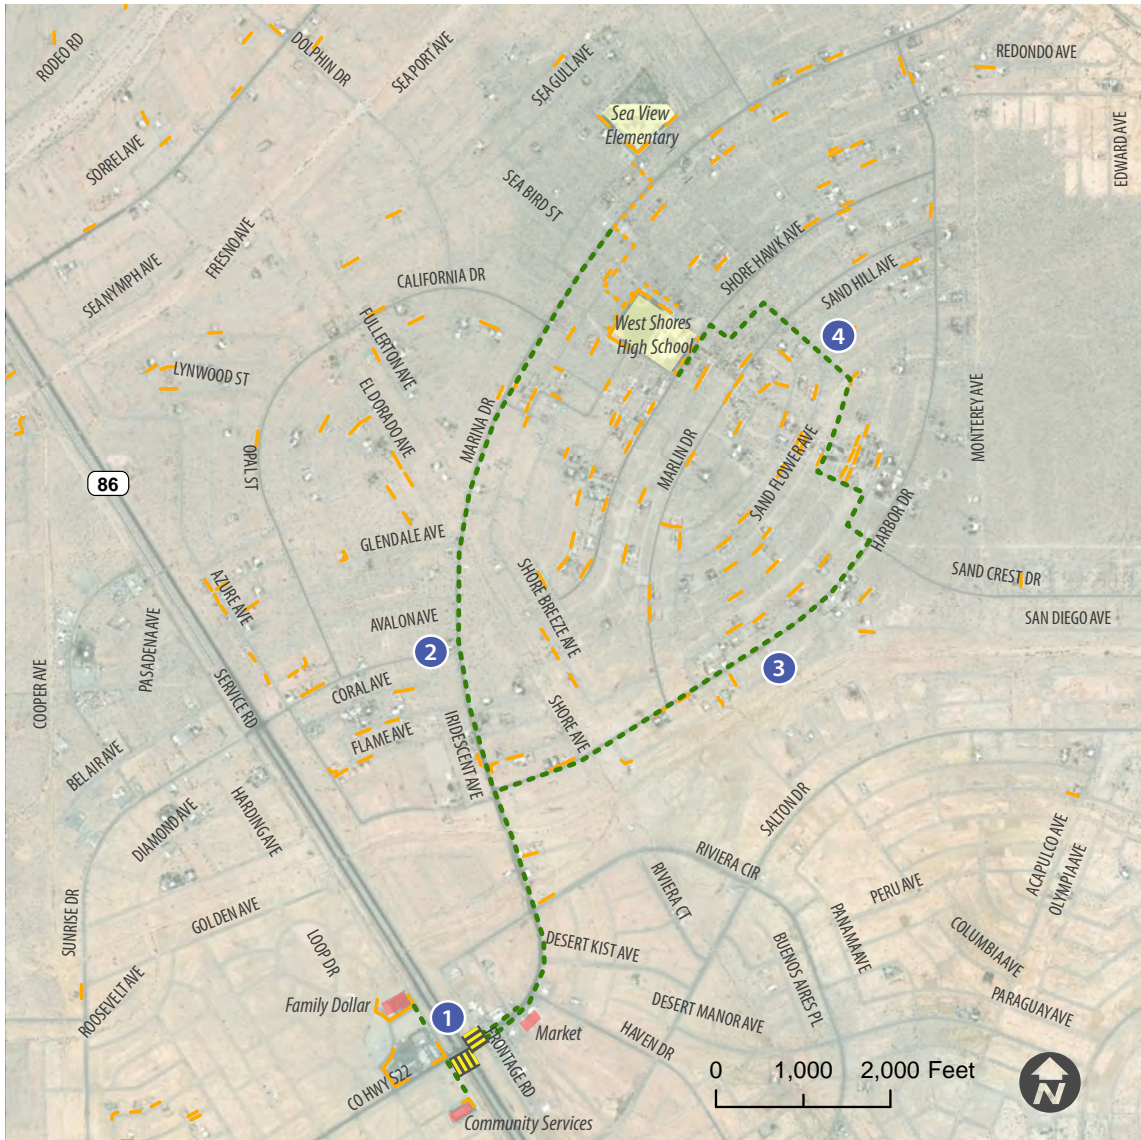 REDONDO AVE
RODEO RD
DOLPHIN DR
SEA PORT AVE
SEA GULL AVE
Sea View
Elementary
EDWARD AVE
SORREL AVE
SEA BIRD ST
FRESNO AVE
SHORE HAWK AVE
SEA NYMPH AVE
CALIFORNIA DR
SAND HILL AVE
West Shores
High School
4
FULLERTON AVE
LYNWOOD ST
EL DORADO AVE
MARINA DR
MONTEREY AVE
OPAL ST
MARLIN DR
SAND FLOWER AVE
86
HARBOR DR
GLENDALE AVE
SAND CREST DR
SHORE BREEZE AVE
AZURE AVE
AVALON AVE
SAN DIEGO AVE
PASADENA AVE
2
3
COOPER AVE
SERVICE RD
CORAL AVE
FLAME AVE
IRIDESCENT AVE
SHORE AVE
BELAIR AVE
SALTON DR
DIAMOND AVE
HARDING AVE
RIVIERA CIR
RIVIERA CT
PERU AVE
ACAPULCO AVE
OLYMPIA AVE
SUNRISE DR
GOLDEN AVE
LOOP DR
DESERT KIST AVE
PANAMA AVE
COLUMBIA AVE
BUENOS AIRES PL
ROOSEVELT AVE
Family Dollar
DESERT MANOR AVE
PARAGUAY AVE
1
Market
FRONTAGE RD
HAVEN DR
CO HWY S22
0 1,000 2,000 Feet
N
Community Services